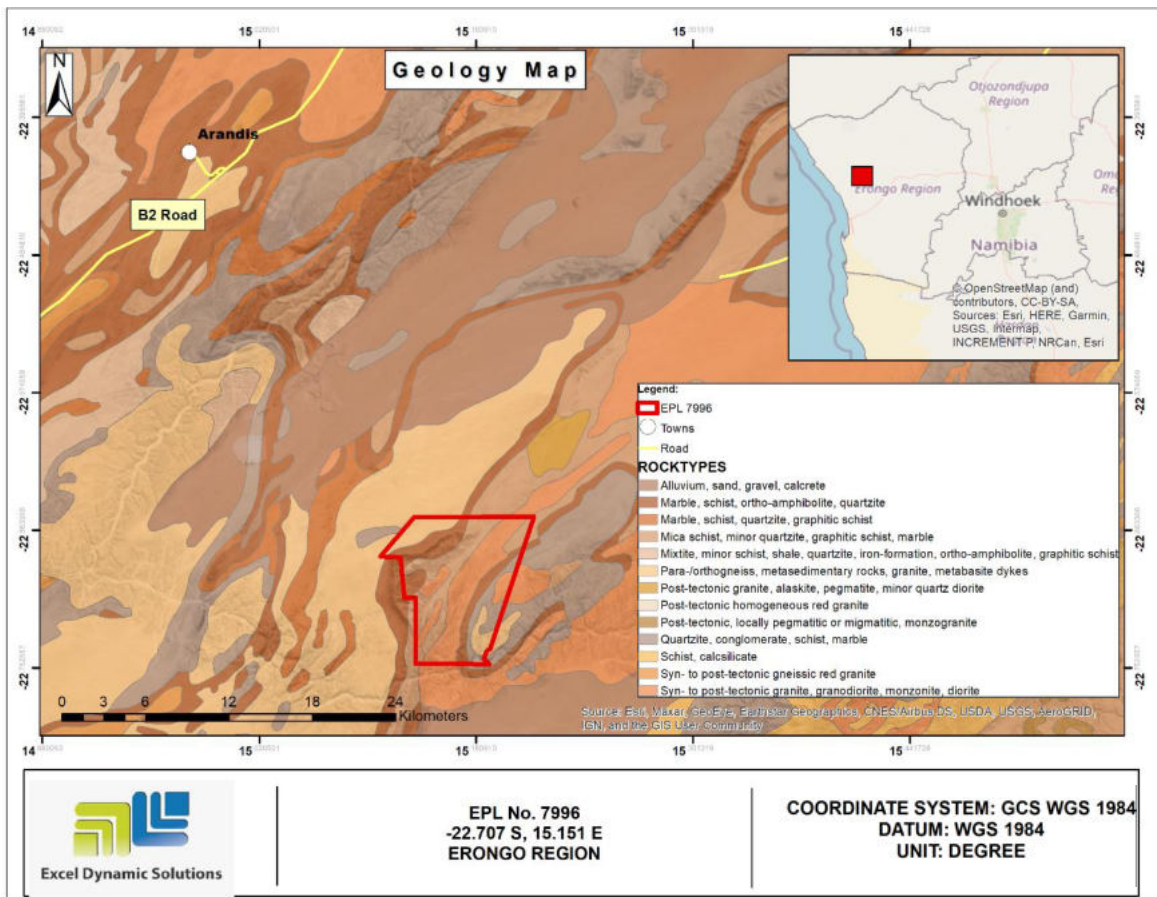 14 .880082 15 .020501 15 .160910 15 .301319 15 .441728
N
Geology Map
Arandis
B2 Road
Otjozondjupa
Region
Erongo Region
Windhoek
Namibia
© OpenStreetMap (and)
contributors, CC-BY-SA,
Sources: Esri, HERE, Garmin,
USGS, Intermap,
INCREMENT P, NRCan, Esri
Legend:
EPL 7996
Towns
Road
ROCKTYPES
Alluvium, sand, gravel, calcrete
Marble, schist, ortho-amphibolite, quartzite
Marble, schist, quartzite, graphitic schist
Mica schist, minor quartzite, graphitic schist, marble
Mixtite, minor schist, shale, quartzite, iron-formation, ortho-amphibolite, graphitic schist
Para-/orthogneiss, metasedimentary rocks, granite, metabasite dykes
Post-tectonic granite, alaskite, pegmatite, minor quartz diorite
Post-tectonic homogeneous red granite
Post-tectonic, locally pegmatitic or migmatitic, monzogranite
Quartzite, conglomerate, schist, marble
Schist, calcsilicate
Syn- to post-tectonic gneissic red granite
Syn- to post-tectonic granite, granodiorite, monzonite, diorite
0 3 6 12 18 24
Kilometers
Source: Esri, Maxar, GeoEye, Earthstar Geographics, CNES/Airbus DS, USDA, USGS, AeroGRID,
IGN, and the GIS User Community
Excel Dynamic Solutions
EPL No. 7996
-22.707 S, 15.151 E
ERONGO REGION
COORDINATE SYSTEM: GCS WGS 1984
DATUM: WGS 1984
UNIT: DEGREE